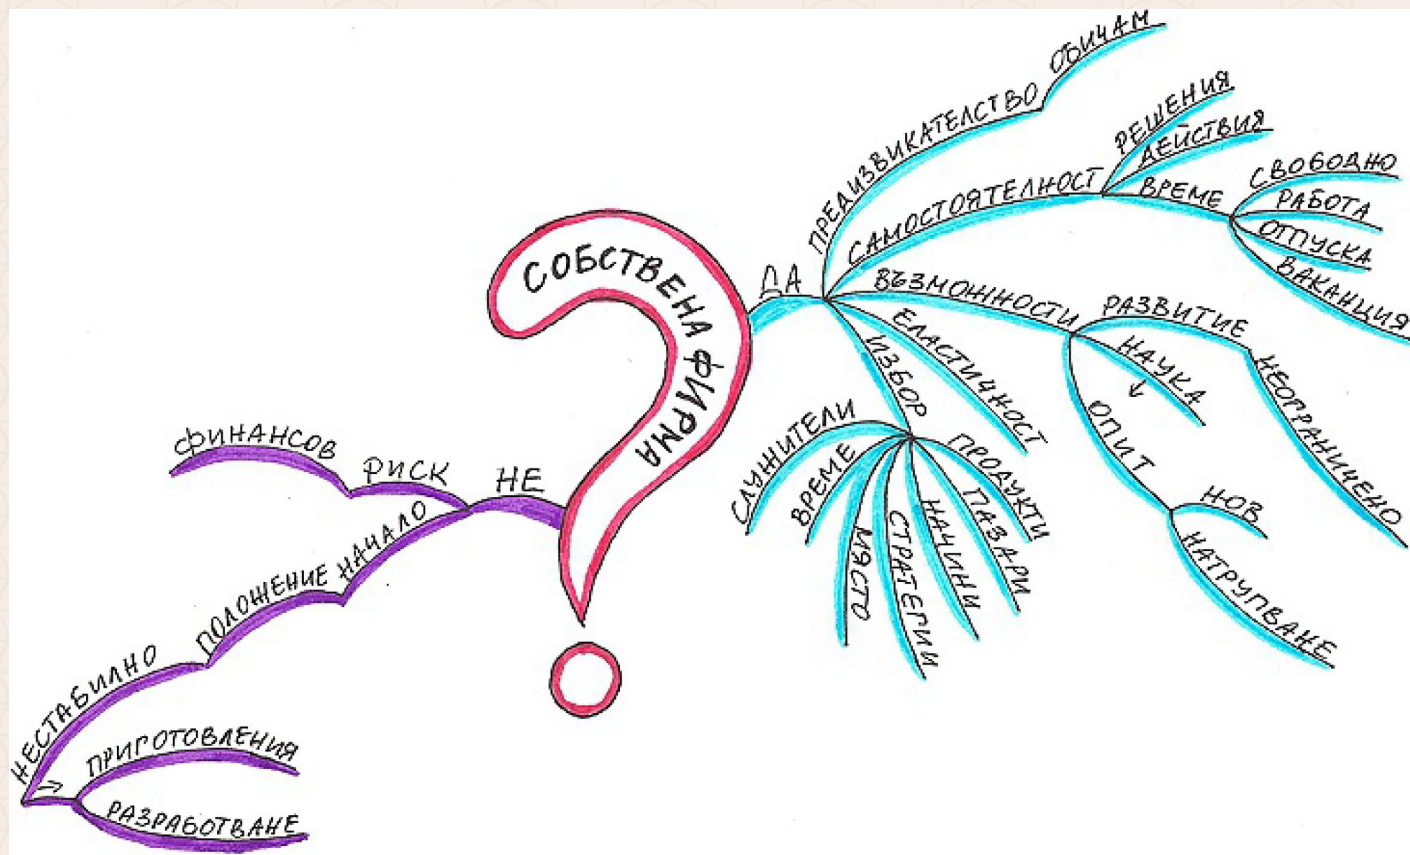 СОБСТВЕНА ФИРМА
ДА
ПРЕДИЗВИКАТЕЛСТВО
ОБИЧАМ
САМОСТОЯТЕЛНОСТ
РЕШЕНИЯ
ДЕЙСТВИЯ
ВРЕМЕ
СВОБОДНО
РАБОТА
ОТПУСКА
ВАКАНЦИЯ
ВЪЗМОЖНОСТИ
РАЗВИТИЕ
НЕОГРАНИЧЕНО
НАУКА
ОПИТ
НОВ
НАТРУПВАНЕ
ЕЛАСТИЧНОСТ
ИЗБОР
ПРОДУКТИ
ПАЗАРИ
НАЧИНИ
СТРАТЕГИИ
МЯСТО
ВРЕМЕ
СЛУЖИТЕЛИ
НЕ
РИСК
ФИНАНСОВ
НАЧАЛО
ПОЛОЖЕНИЕ
НЕСТАБИЛНО
ПРИГОТОВЛЕНИЯ
РАЗРАБОТВАНЕ